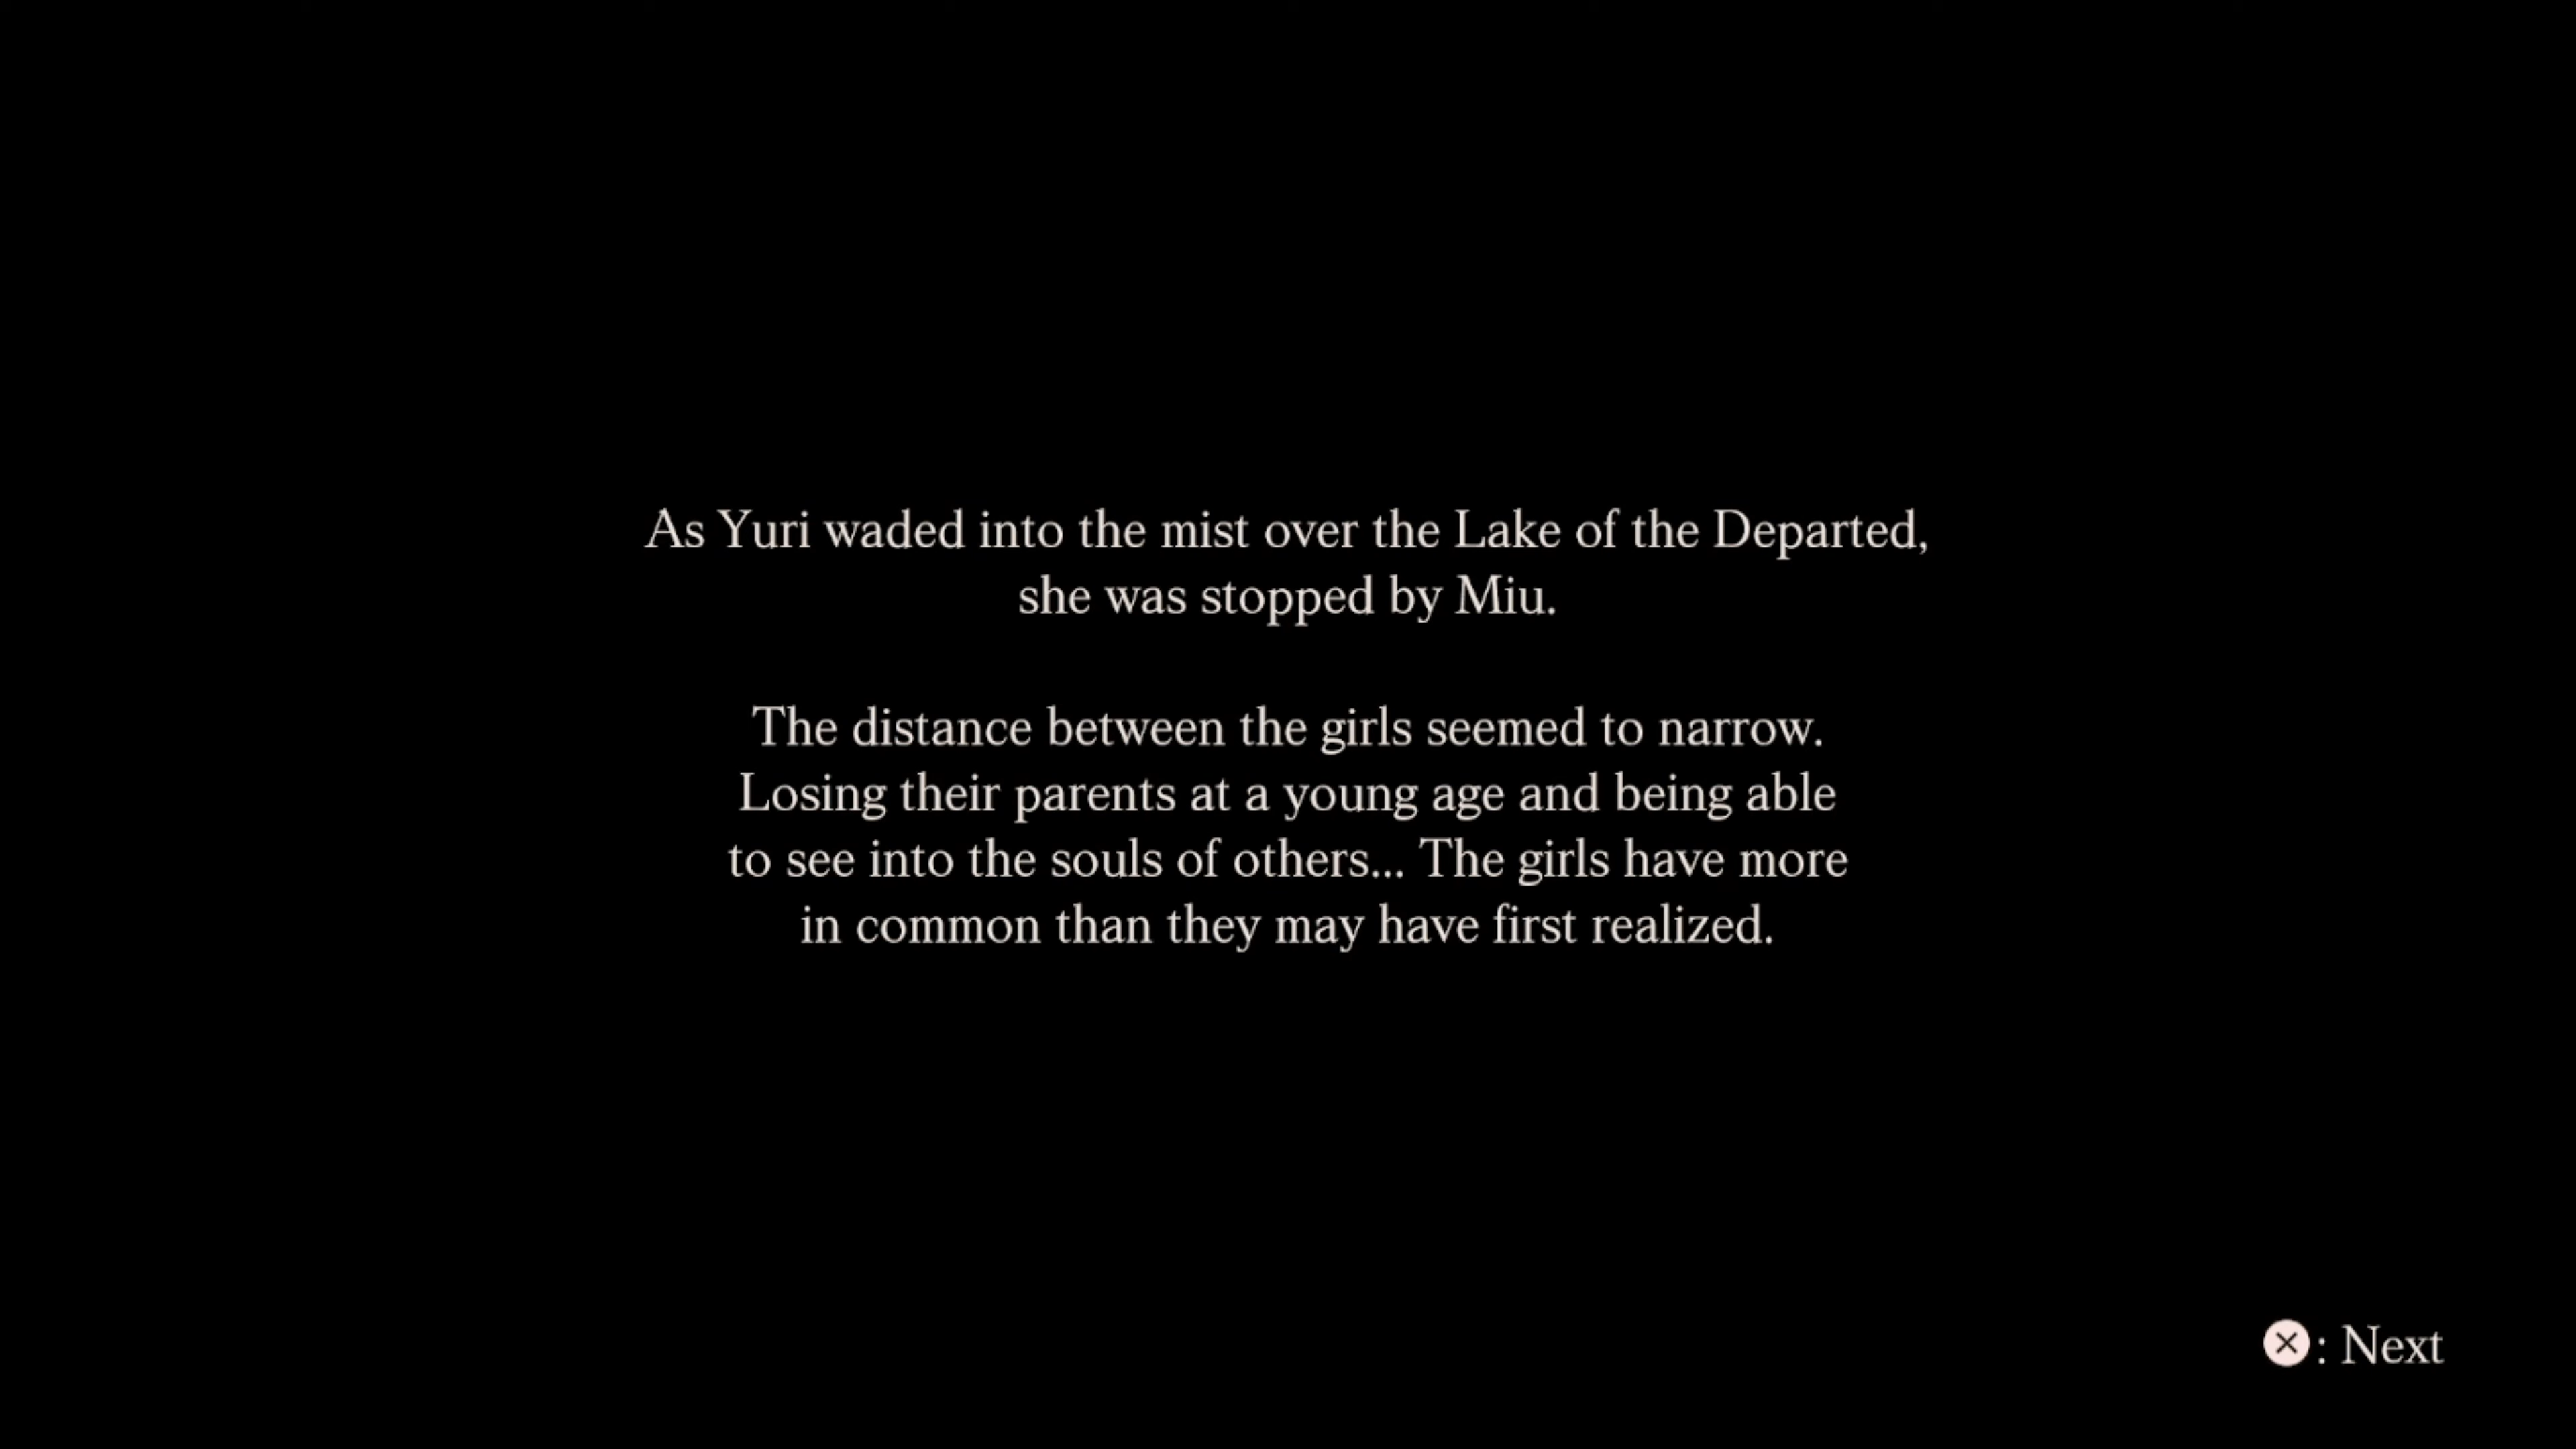 As Yuri waded into the mist over the Lake of the Departed,
she was stopped by Miu.
The distance between the girls seemed to narrow.
Losing their parents at a young age and being able
to see into the souls of others... The girls have more
in common than they may have first realized.
: Next